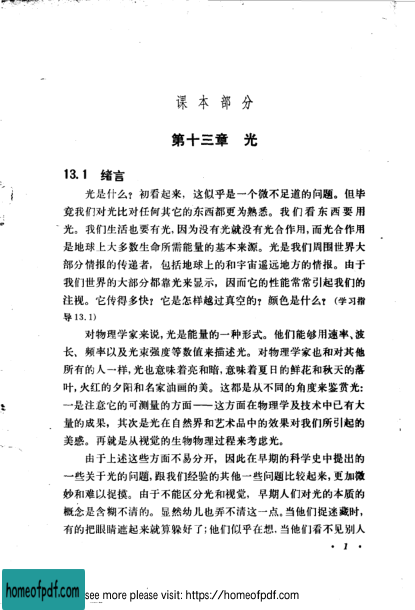 课本部分
第十三章 光
13.1 绪言
光是什么？初看起来，这似乎是一个微不足道的问题。但毕
竟我们对光比对任何其它的东西都更为熟悉。我们看东西要用
光。我们生活也要有光，因为没有光就没有光合作用，而光合作用
是地球上大多数生命所需能量的基本来源。光是我们周围世界大
部分情报的传递者，包括地球上的和宇宙遥远地方的情报。由于
我们世界的大部分都靠光来显示，因而它的性能常常引起我们的
注视。它传得多快？它是怎样越过真空的？颜色是什么？（学习指
导13.1）
对物理学家来说，光是能量的一种形式。他们能够用速率、波
长、频率以及光束强度等数值来描述光。对物理学家也和对其他
所有的人一样，光也意味着亮和暗，意味着夏日的鲜花和秋天的落
叶，火红的夕阳和名家油画的美。这都是从不同的角度来鉴赏光：
一是注意它的可测量的方面——这方面在物理学及技术中已有大
量的成果，其次是光在自然界和艺术品中的效果对我们所引起的
美感。再就是从视觉的生物物理过程来考虑光。
由于上述这些方面不易分开，因此在早期的科学史中提出的
一些关于光的问题，跟我们经验的其他一些问题比较起来，更加微
妙和难以捉摸。由于不能区分光和视觉，早期人们对光的本质的
概念是含糊不清的。显然幼儿也弄不清这一点。当他们捉迷藏时，
有的把眼睛遮起来就算躲好了；他们似乎在想，当他们看不见别人
· 1 ·
homeofpdf.com
see more please visit: https://homeofpdf.com